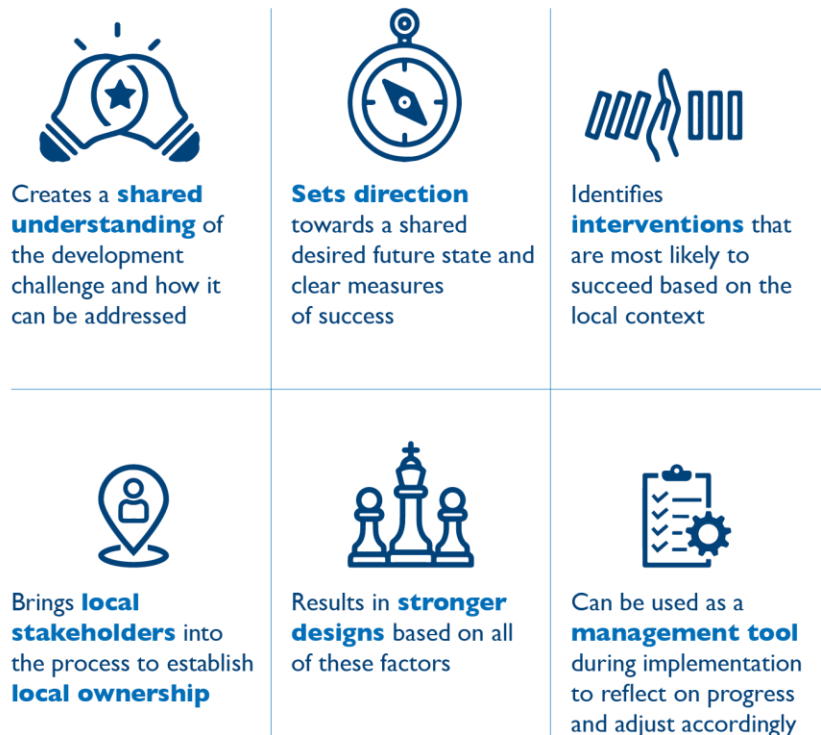 Creates a shared
understanding of
the development
challenge and how it
can be addressed
Sets direction
towards a shared
desired future state and
clear measures
of success
Identifies
interventions that
are most likely to
succeed based on the
local context
Brings local
stakeholders into
the process to establish
local ownership
Results in stronger
designs based on all
of these factors
Can be used as a
management tool
during implementation
to reflect on progress
and adjust accordingly